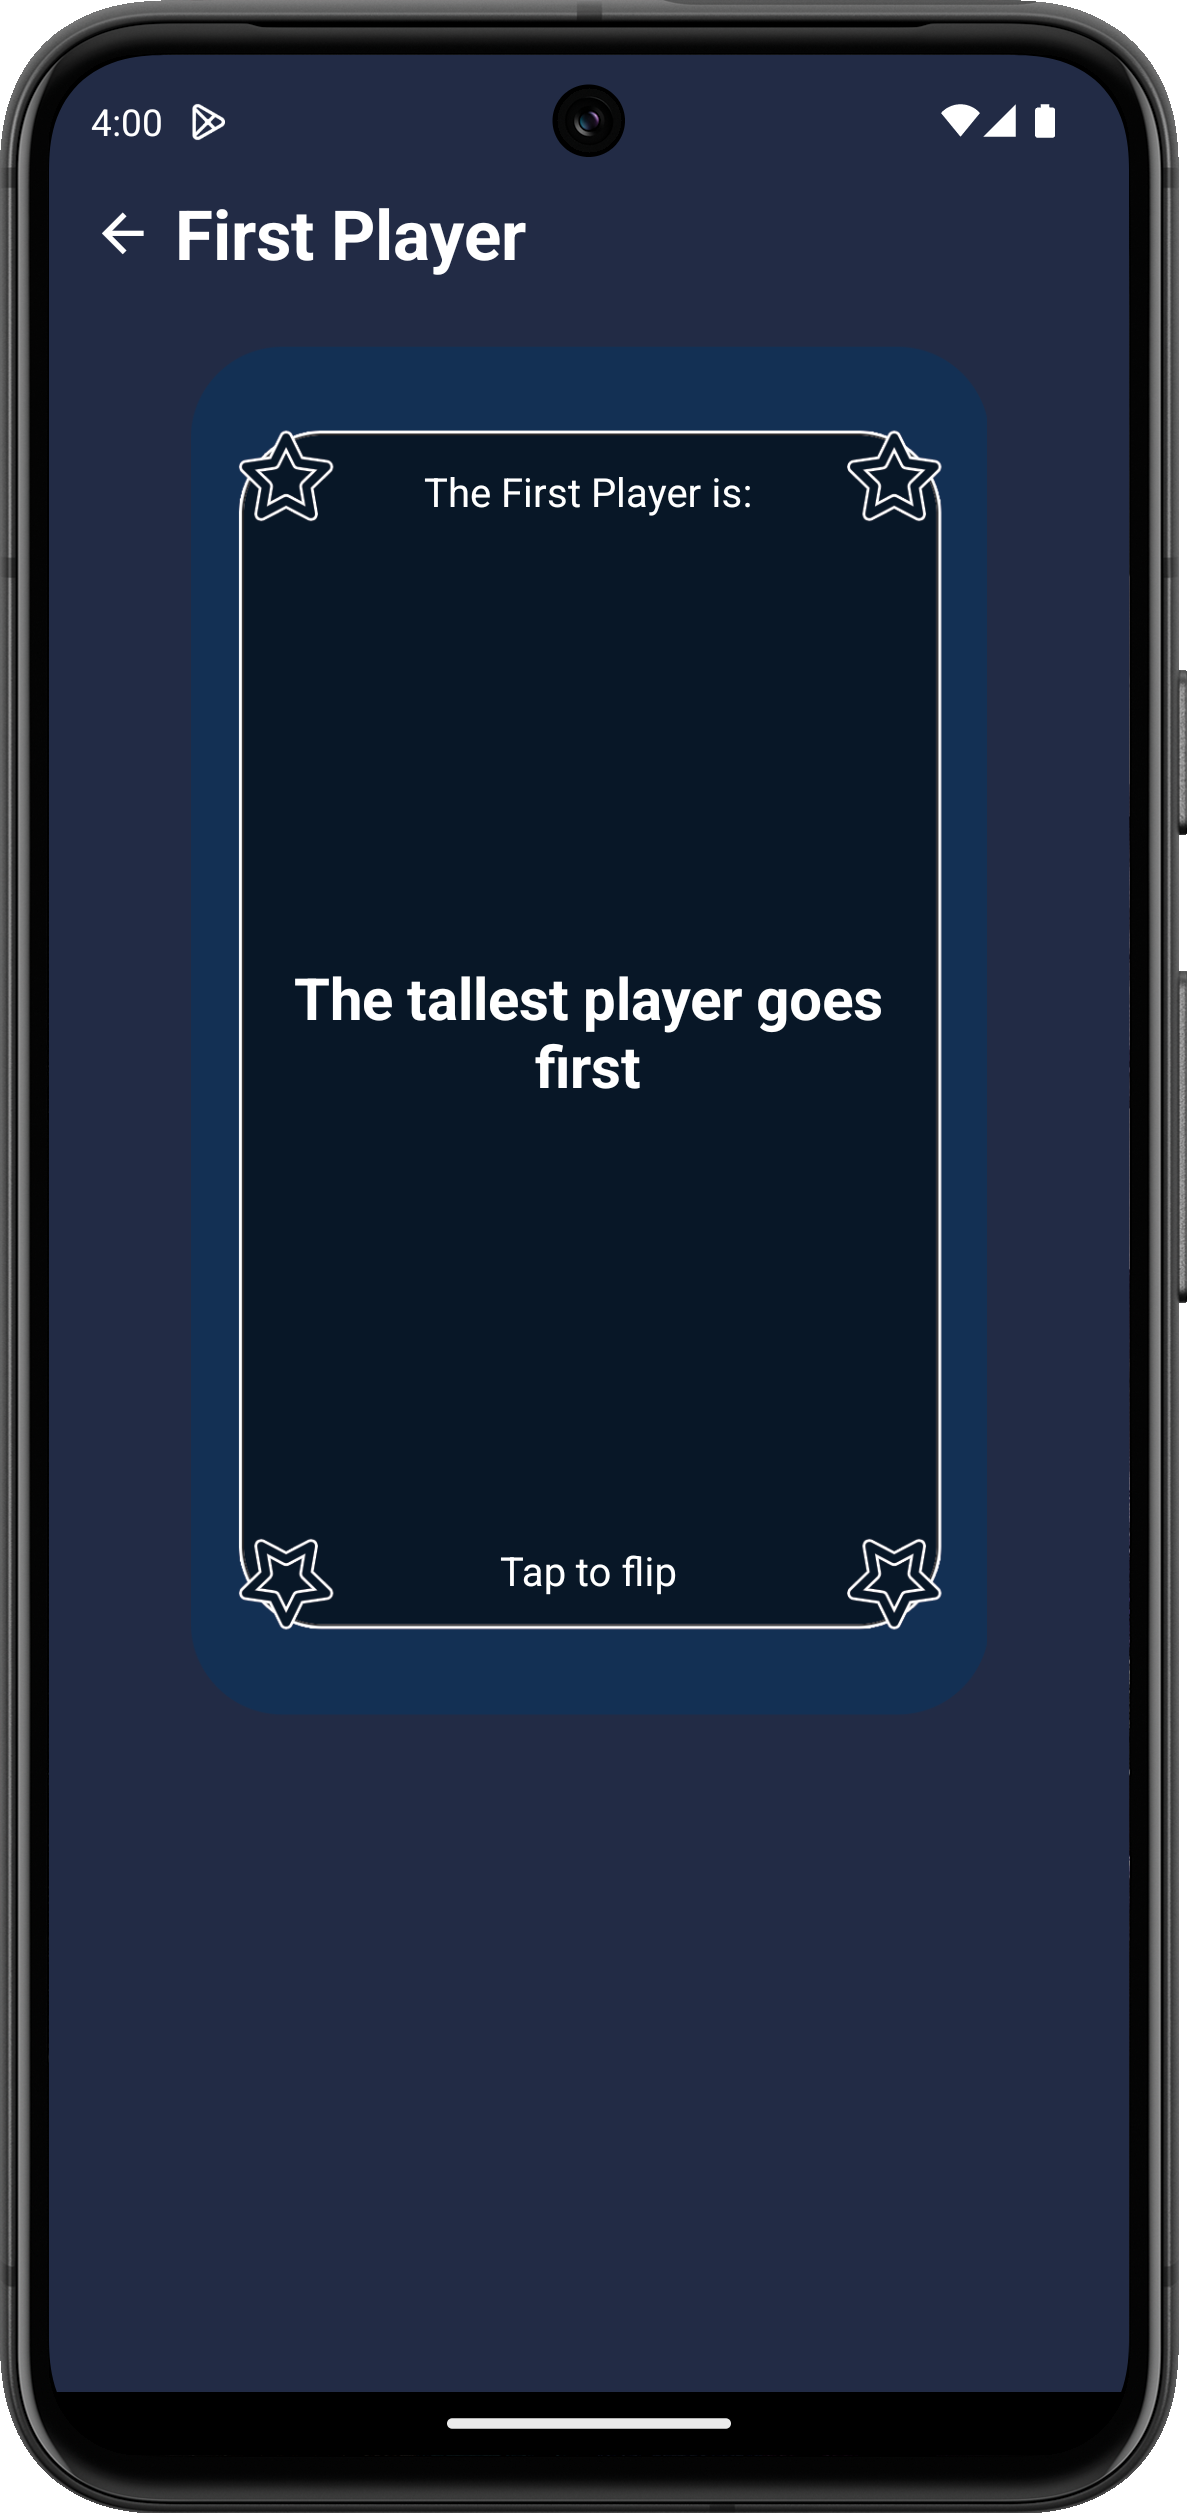 4:00
First Player
The First Player is:
The tallest player goes
first
Tap to flip